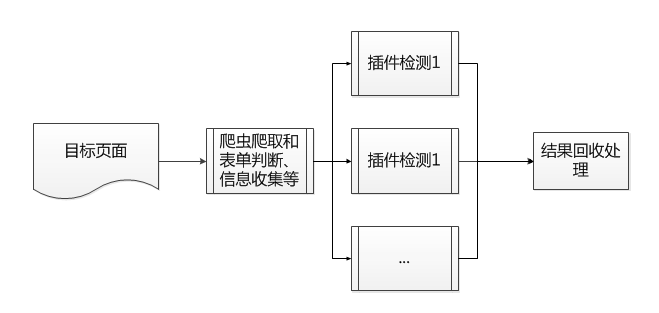 插件检测1
目标页面
爬虫爬取和
表单判断、
信息收集等
插件检测1
结果回收处
理
...